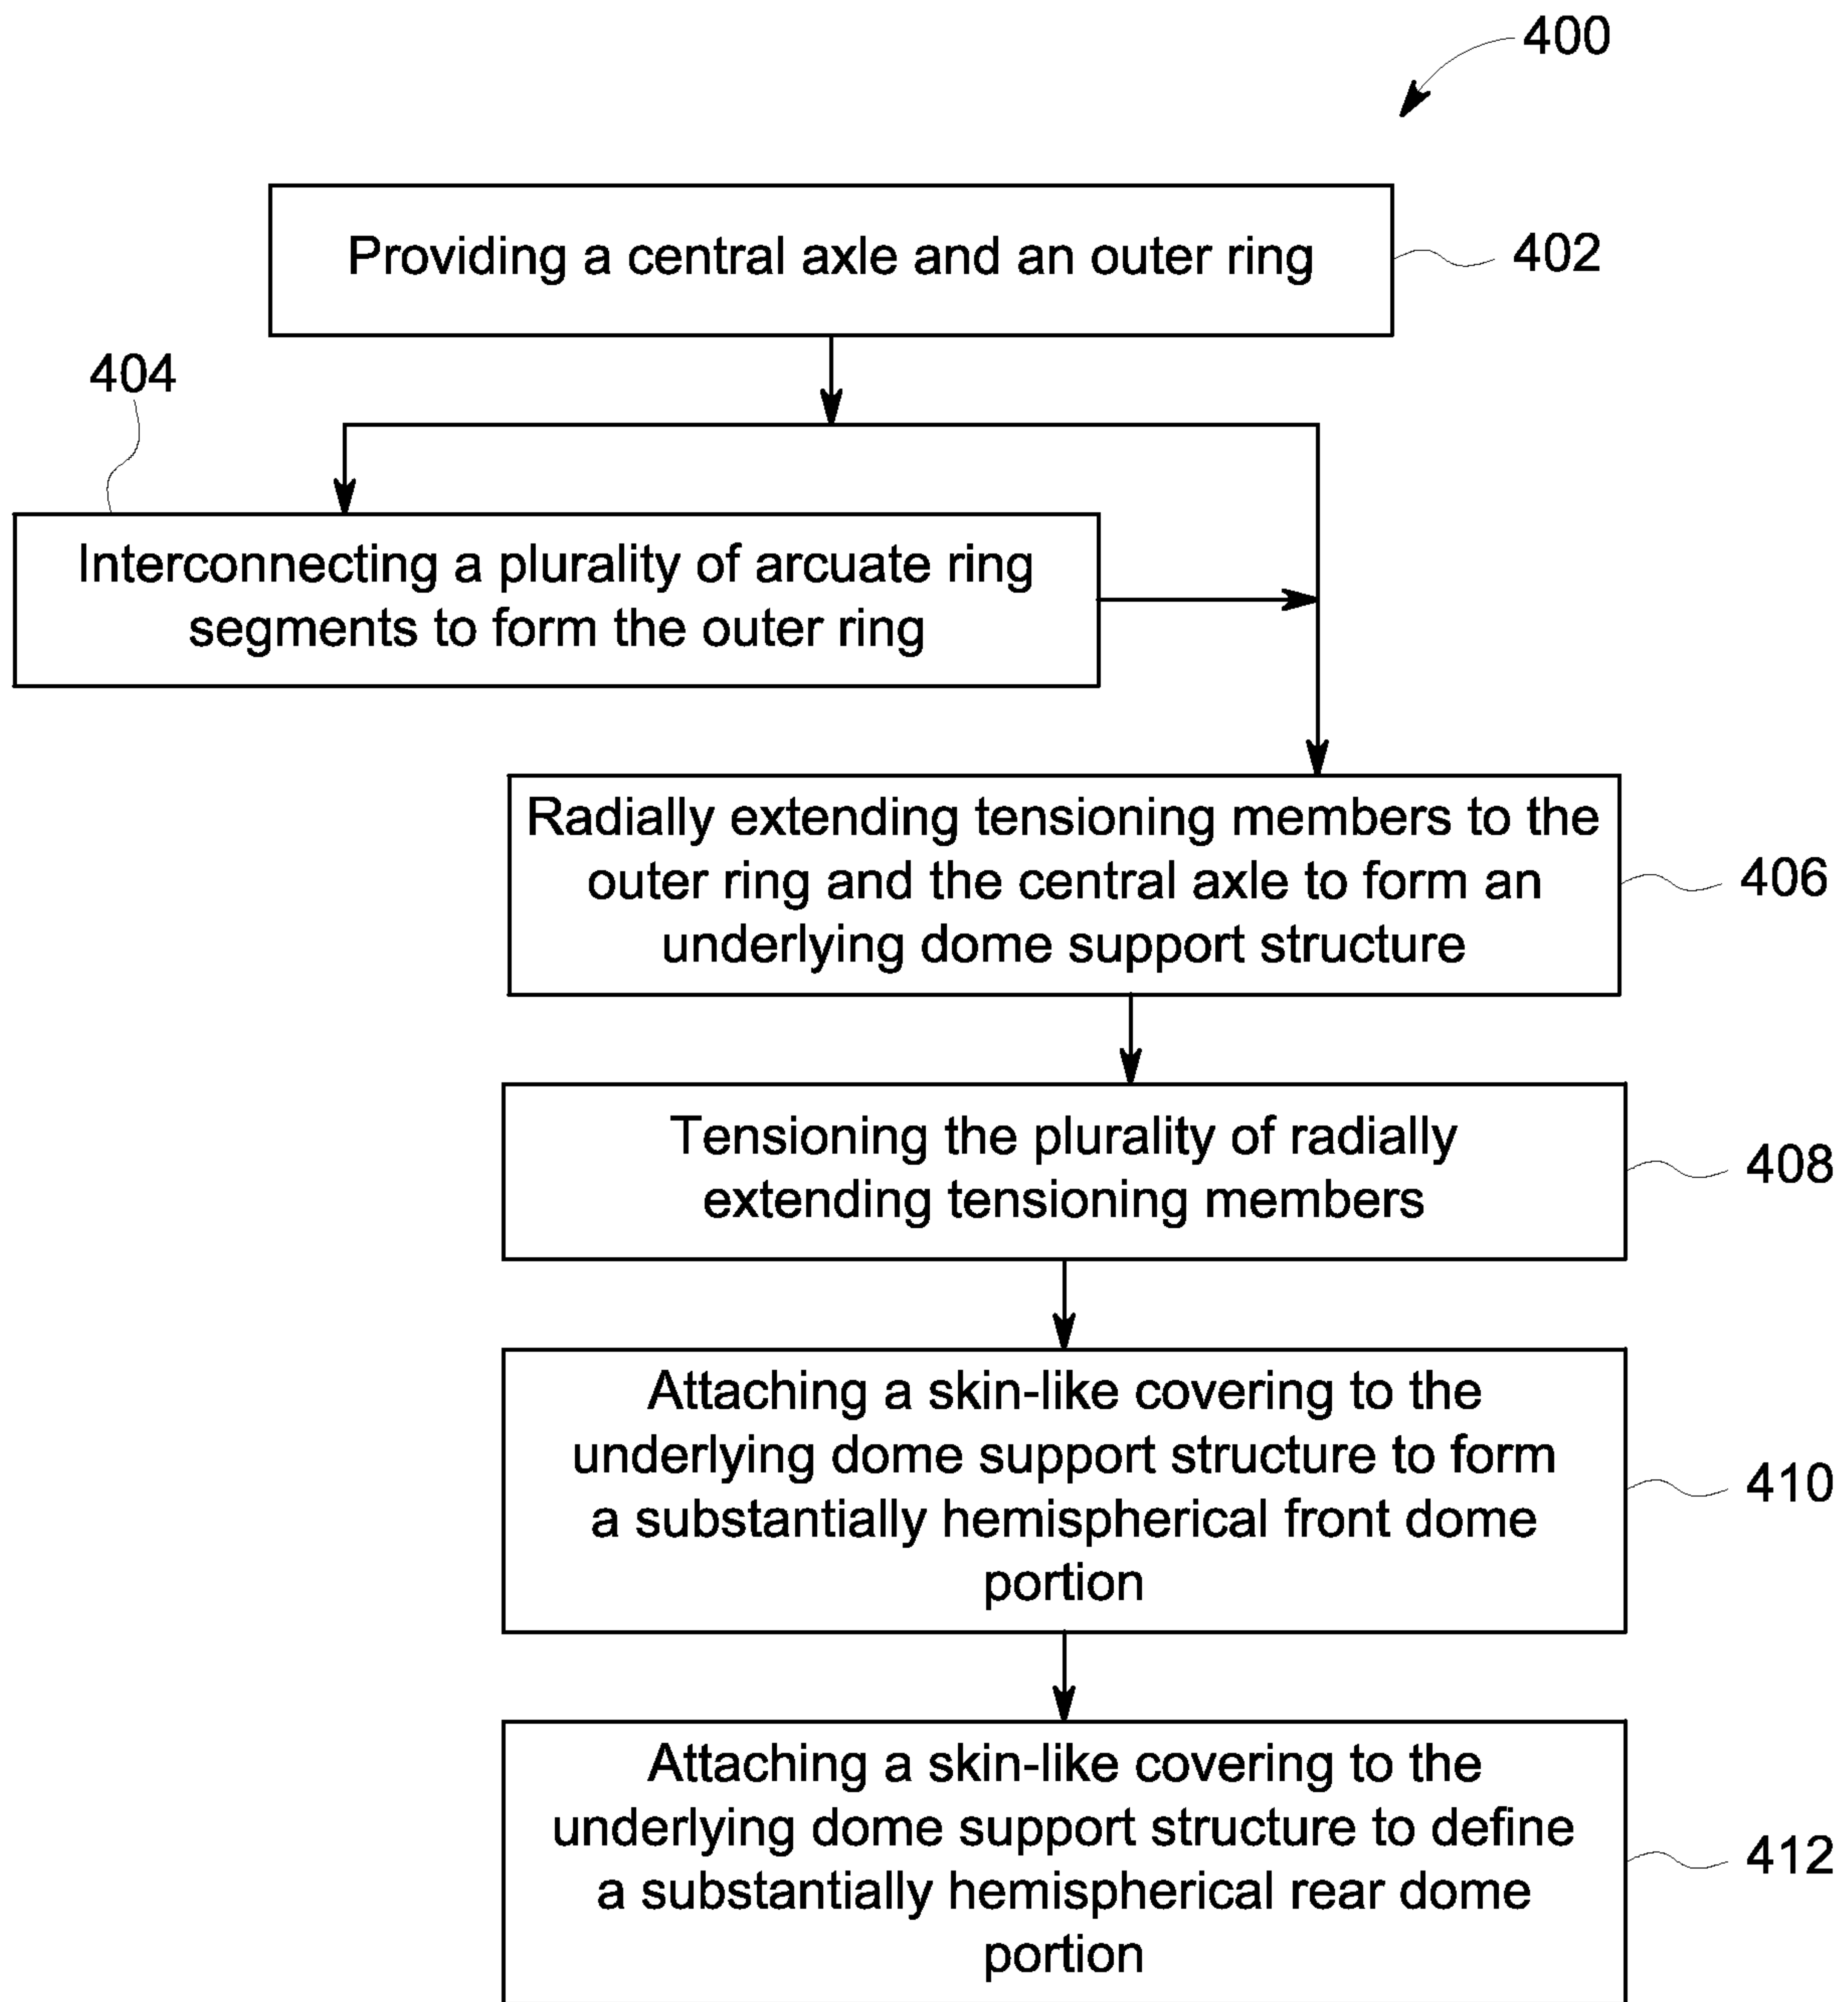 400
Providing a central axle and an outer ring
402
404
Interconnecting a plurality of arcuate ring
segments to form the outer ring
Radially extending tensioning members to the
outer ring and the central axle to form an
underlying dome support structure
406
Tensioning the plurality of radially
extending tensioning members
408
Attaching a skin-like covering to the
underlying dome support structure to form
a substantially hemispherical front dome
portion
410
Attaching a skin-like covering to the
underlying dome support structure to define
a substantially hemispherical rear dome
portion
412